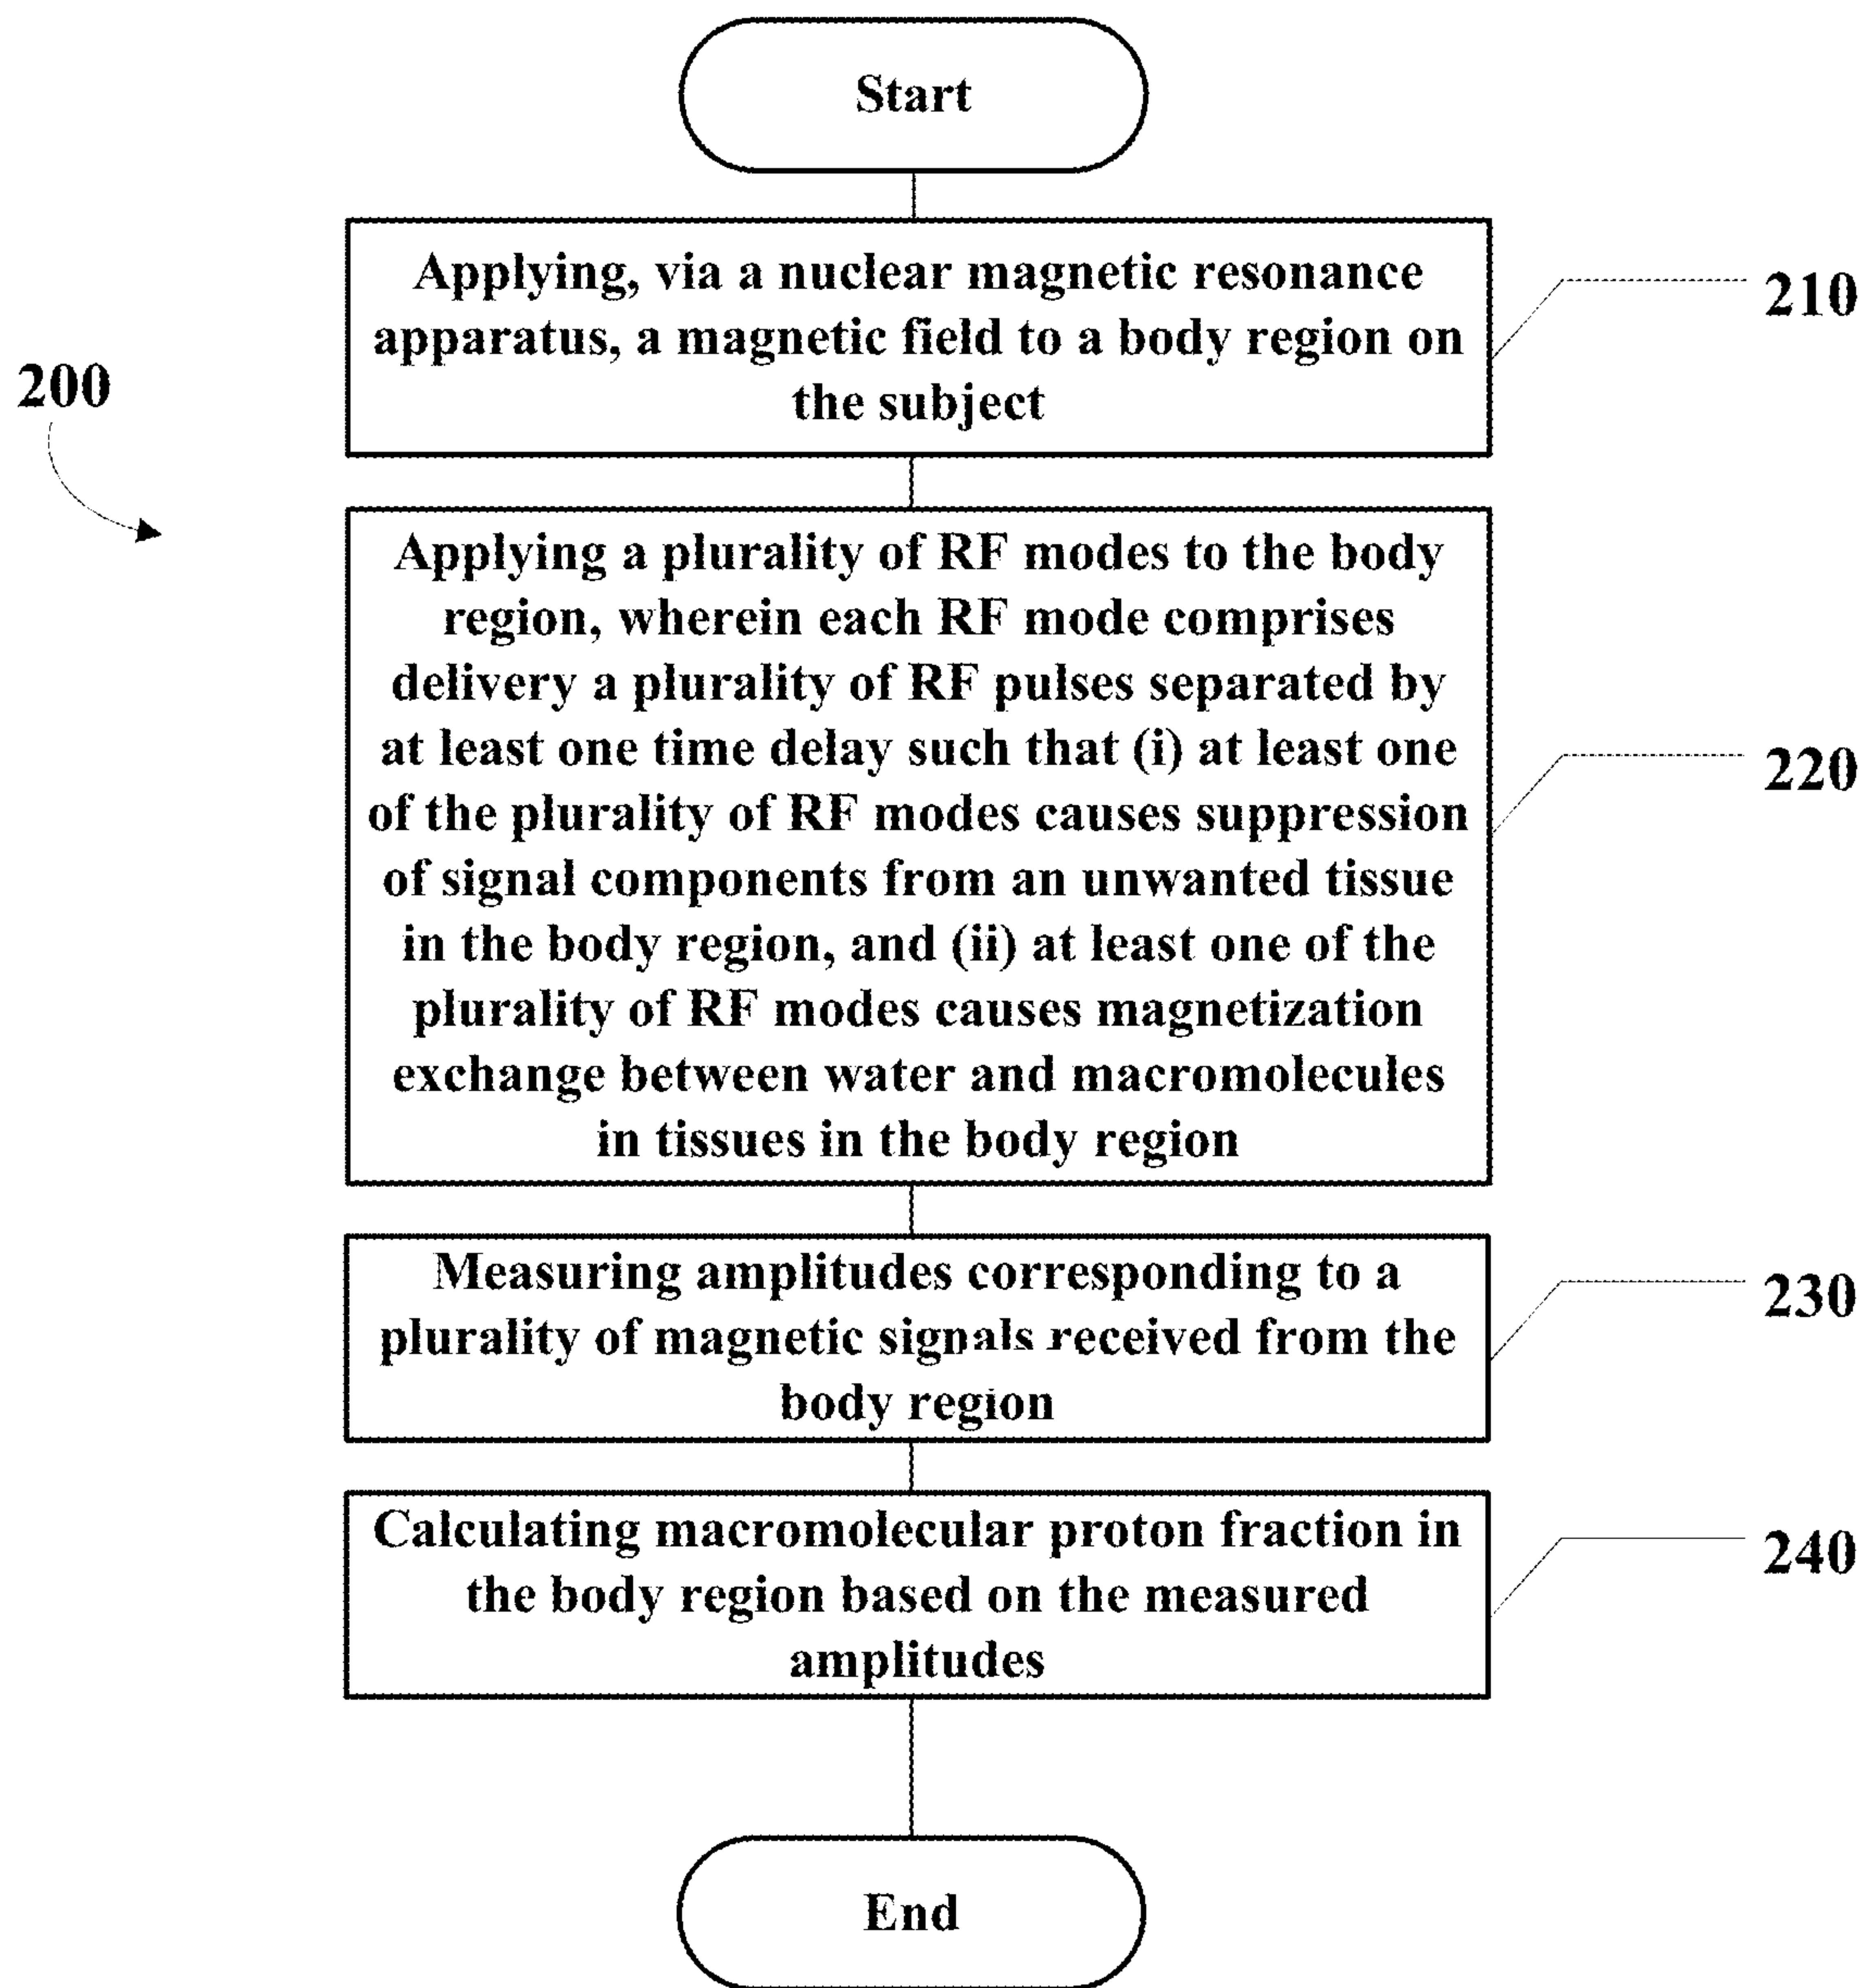 Start
Applying, via a nuclear magnetic resonance
apparatus, a magnetic field to a body region on
the subject
210
200
Applying a plurality of RF modes to the body
region, wherein each RF mode comprises
delivery a plurality of RF pulses separated by
at least one time delay such that (i) at least one
of the plurality of RF modes causes suppression
of signal components from an unwanted tissue
in the body region, and (ii) at least one of the
plurality of RF modes causes magnetization
exchange between water and macromolecules
in tissues in the body region
220
Measuring amplitudes corresponding to a
plurality of magnetic signals received from the
body region
230
Calculating macromolecular proton fraction in
the body region based on the measured
amplitudes
240
End